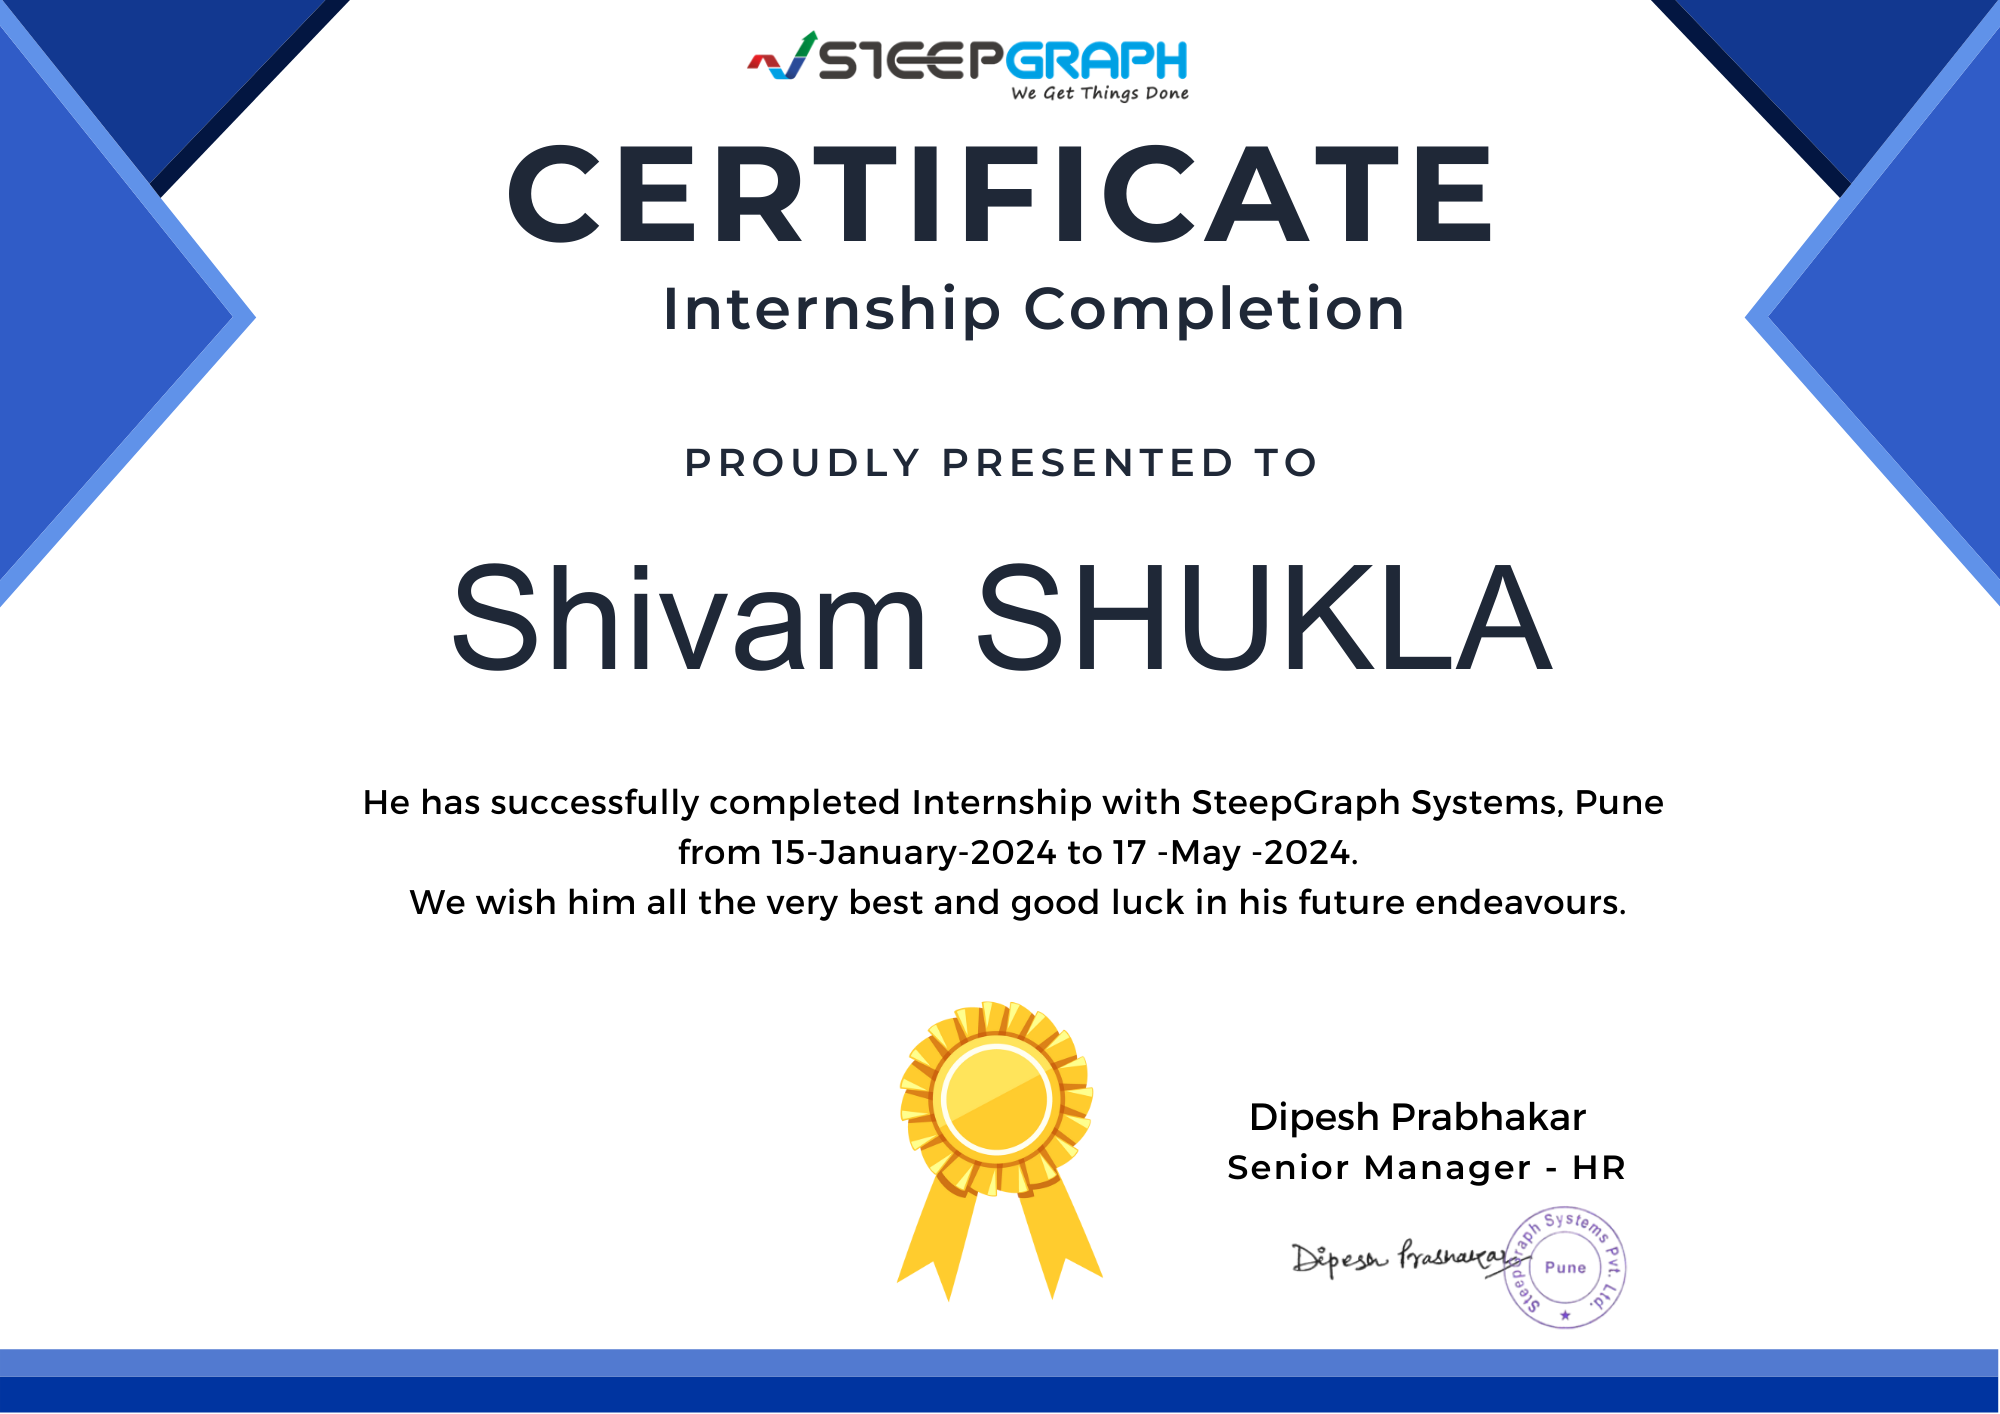 STEEPGRAPH
We Get Things Done
CERTIFICATE
Internship Completion
PROUDLY PRESENTED TO
Shivam SHUKLA
He has successfully completed Internship with SteepGraph Systems, Pune
from 15-January-2024 to 17 -May -2024.
We wish him all the very best and good luck in his future endeavours.
Dipesh Prabhakar
Senior Manager - HR
Dipesh Prabhakar
SteepGraph Systems Pvt. Ltd.
Pune